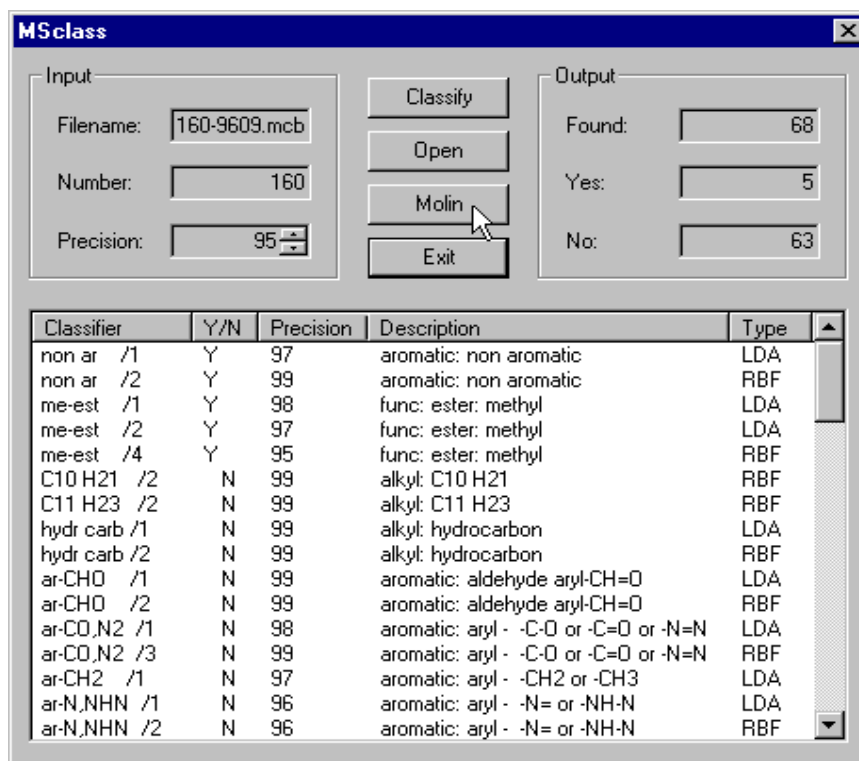 MSclass
Input
Filename: 160-9609.mcb
Number: 160
Precision: 95
Classify
Open
Molin
Exit
Output
Found: 68
Yes: 5
No: 63
Classifier Y/N Precision Description Type
non ar /1 Y 97 aromatic: non aromatic LDA
non ar /2 Y 99 aromatic: non aromatic RBF
me-est /1 Y 98 func: ester: methyl LDA
me-est /2 Y 97 func: ester: methyl LDA
me-est /4 Y 95 func: ester: methyl RBF
C10 H21 /2 N 99 alkyl: C10 H21 RBF
C11 H23 /2 N 99 alkyl: C11 H23 RBF
hydr carb /1 N 99 alkyl: hydrocarbon LDA
hydr carb /2 N 99 alkyl: hydrocarbon RBF
ar-CHO /1 N 99 aromatic: aldehyde aryl-CH=O LDA
ar-CHO /2 N 99 aromatic: aldehyde aryl-CH=O RBF
ar-CO,N2 /1 N 98 aromatic: aryl - -C-O or -C=O or -N=N LDA
ar-CO,N2 /3 N 99 aromatic: aryl - -C-O or -C=O or -N=N RBF
ar-CH2 /1 N 97 aromatic: aryl - -CH2 or -CH3 LDA
ar-N,NHN /1 N 96 aromatic: aryl - -N= or -NH-N LDA
ar-N,NHN /2 N 96 aromatic: aryl - -N= or -NH-N RBF